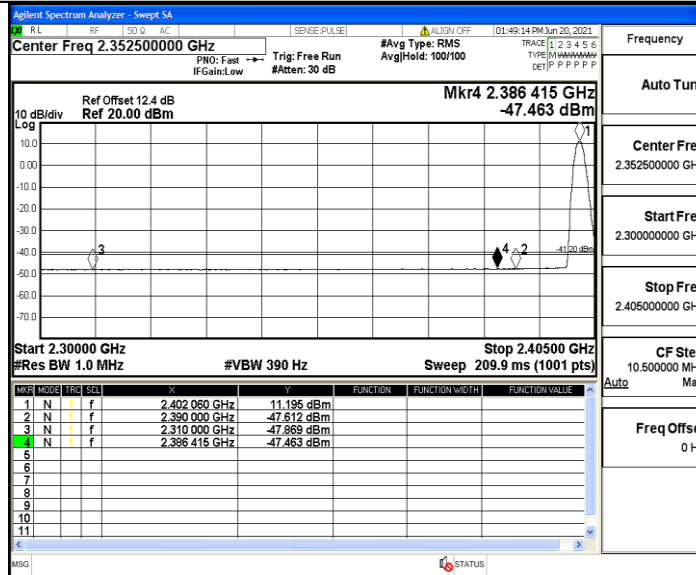 Agilent Spectrum Analyzer - Swept SA
RL RF 50 Ω AC SENSE:PULSE ALIGN OFF 01:49:14 PM Jun 20, 2021
Center Freq 2.352500000 GHz
PNO: Fast
IFGain:Low
Trig: Free Run
#Atten: 30 dB
#Avg Type: RMS
Avg|Hold: 100/100
TRACE 1 2 3 4 5 6
TYPE M
DET P P P P P P
Ref Offset 12.4 dB
10 dB/div Ref 20.00 dBm
Log
Mkr4 2.386 415 GHz
-47.463 dBm
10.0
0.00
-10.0
-20.0
-30.0
-40.0
-50.0
-60.0
-70.0
1
3
4 2
-41.20 dBm
Start 2.30000 GHz Stop 2.40500 GHz
#Res BW 1.0 MHz #VBW 390 Hz Sweep 209.9 ms (1001 pts)
MKR MODE TRC SCL X Y FUNCTION FUNCTION WIDTH FUNCTION VALUE
1 N 1 f 2.402 060 GHz 11.195 dBm
2 N 1 f 2.390 000 GHz -47.612 dBm
3 N 1 f 2.310 000 GHz -47.869 dBm
4 N 1 f 2.386 415 GHz -47.463 dBm
5
6
7
8
9
10
11
MSG STATUS
Frequency
Auto Tun
Center Fre
2.352500000 GH
Start Fre
2.300000000 GH
Stop Fre
2.405000000 GH
CF Ste
10.500000 MH
Auto Ma
Freq Offse
0 H